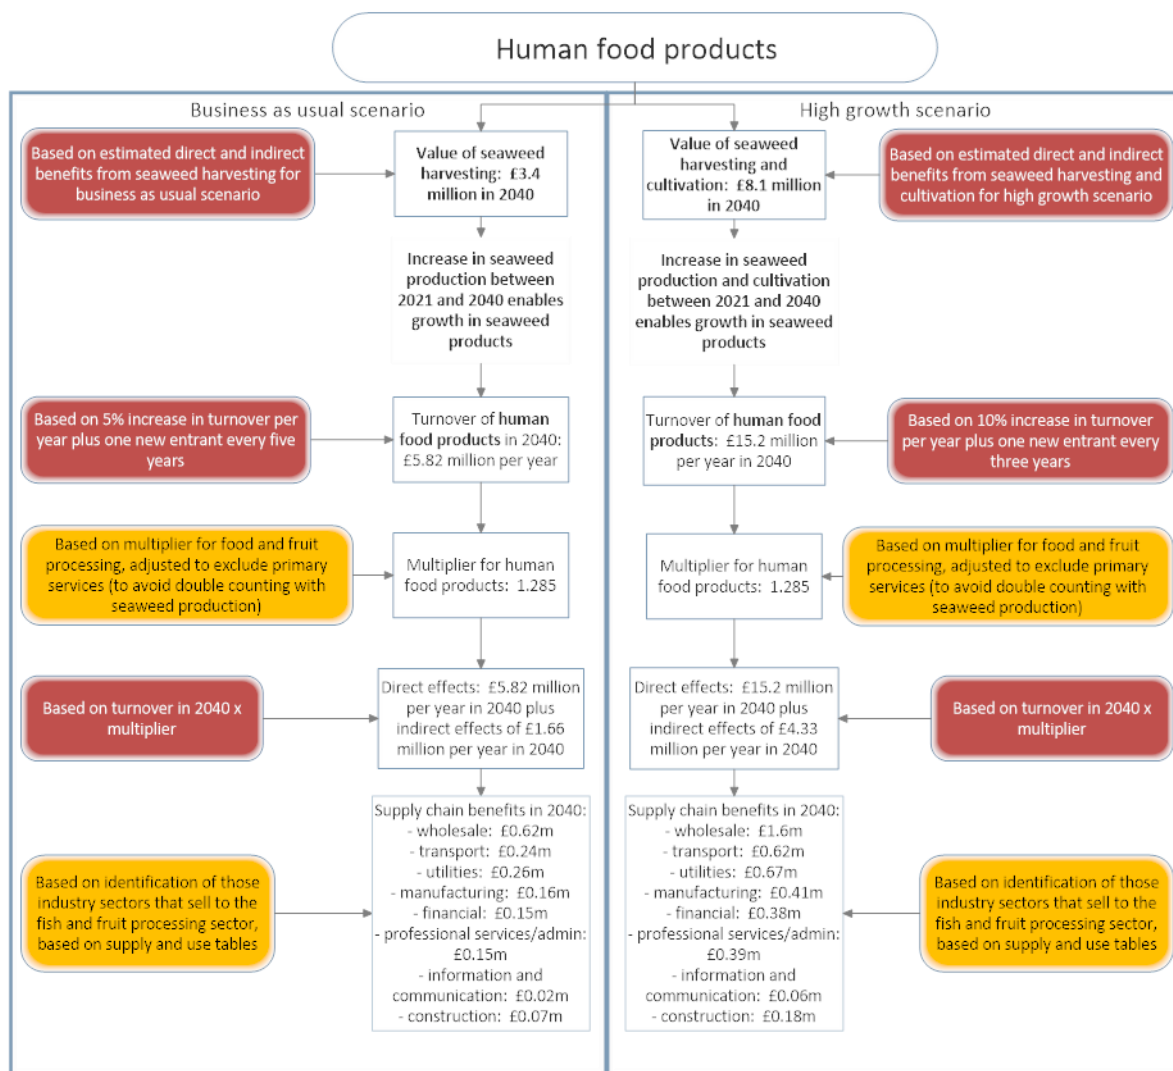 Human food products
Business as usual scenario
Based on estimated direct and indirect
benefits from seaweed harvesting for
business as usual scenario
Value of seaweed
harvesting: £3.4
million in 2040
Increase in seaweed
production between
2021 and 2040 enables
growth in seaweed
products
Based on 5% increase in turnover per
year plus one new entrant every five
years
Turnover of human
food products in 2040:
£5.82 million per year
Based on multiplier for food and fruit
processing, adjusted to exclude primary
services (to avoid double counting with
seaweed production)
Multiplier for human
food products: 1.285
Based on turnover in 2040 x
multiplier
Direct effects: £5.82 million
per year in 2040 plus
indirect effects of £1.66
million per year in 2040
Based on identification of those
industry sectors that sell to the
fish and fruit processing sector,
based on supply and use tables
Supply chain benefits in 2040:
- wholesale: £0.62m
- transport: £0.24m
- utilities: £0.26m
- manufacturing: £0.16m
- financial: £0.15m
- professional services/admin:
£0.15m
- information and
communication: £0.02m
- construction: £0.07m
High growth scenario
Value of seaweed
harvesting and
cultivation: £8.1 million
in 2040
Based on estimated direct and indirect
benefits from seaweed harvesting and
cultivation for high growth scenario
Increase in seaweed
production and cultivation
between 2021 and 2040
enables growth in seaweed
products
Turnover of human food
products: £15.2 million
per year in 2040
Based on 10% increase in turnover
per year plus one new entrant every
three years
Multiplier for human
food products: 1.285
Based on multiplier for food and fruit
processing, adjusted to exclude primary
services (to avoid double counting with
seaweed production)
Direct effects: £15.2 million
per year in 2040 plus
indirect effects of £4.33
million per year in 2040
Based on turnover in 2040 x
multiplier
Supply chain benefits in 2040:
- wholesale: £1.6m
- transport: £0.62m
- utilities: £0.67m
- manufacturing: £0.41m
- financial: £0.38m
- professional services/admin:
£0.39m
- information and
communication: £0.06m
- construction: £0.18m
Based on identification of those
industry sectors that sell to the
fish and fruit processing sector,
based on supply and use tables